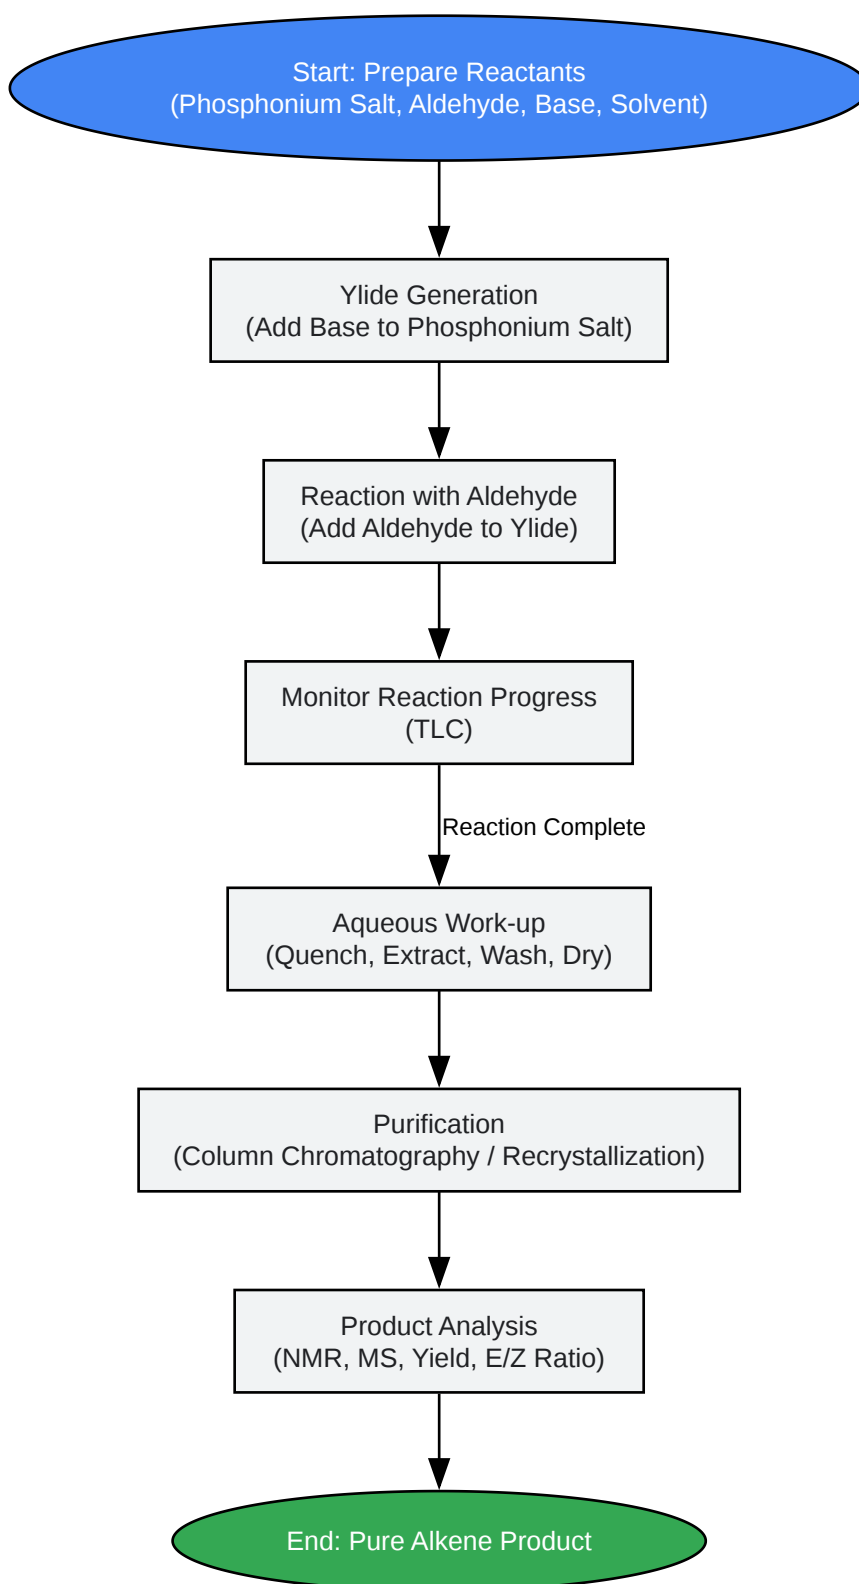 Start: Prepare Reactants
(Phosphonium Salt, Aldehyde, Base, Solvent)
Ylide Generation
(Add Base to Phosphonium Salt)
Reaction with Aldehyde
(Add Aldehyde to Ylide)
Monitor Reaction Progress
(TLC)
Reaction Complete
Aqueous Work-up
(Quench, Extract, Wash, Dry)
Purification
(Column Chromatography / Recrystallization)
Product Analysis
(NMR, MS, Yield, E/Z Ratio)
End: Pure Alkene Product